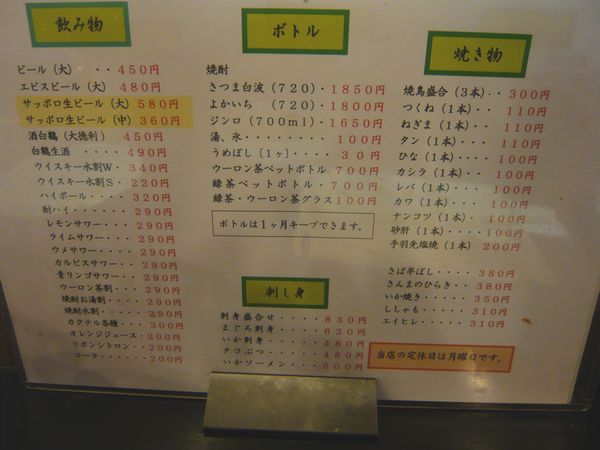 飲み物
ビール（大）・・450円
エビスビール（大）480円
サッポロ生ビール（大）580円
サッポロ生ビール（中）360円
酒白鶴（大徳利）450円
白鶴生酒 ・・・・490円
ウイスキー水割W・340円
ウイスキー水割S・220円
ハイボール・・・・320円
酎ハイ・・・・・290円
レモンサワー・・・290円
ライムサワー・・・290円
ウメサワー・・・・290円
カルピスサワー・・290円
青リンゴサワー・・290円
ウーロン茶割・・・290円
焼酎お湯割・・・・290円
焼酎水割・・・・・290円
カクテル各種・・・300円
オレンジジュース・200円
リボンシトロン・・200円
コーラ・・・・・・200円
ボトル
焼酎
さつま白波（720）・1850円
よかいち （720）・1800円
ジンロ（700ml）・1650円
湯、氷・・・・・・・・100円
うめぼし［1ヶ］・・・・30円
ウーロン茶ペットボトル・700円
緑茶ペットボトル・・700円
緑茶・ウーロン茶グラス100円
ボトルは1ヶ月キープできます。
刺し身
刺身盛合せ・・・・830円
まぐろ刺身・・・・630円
いか刺身・・・・・480円
タコぶつ・・・・・480円
いかソーメン・・・500円
焼き物
焼鳥盛合（3本）・・300円
つくね（1本）・・110円
ねぎま（1本）・・110円
タン（1本）・・・110円
ひな（1本）・・・100円
カシラ（1本）・・100円
レバ（1本）・・・100円
カワ（1本）・・・100円
ナンコツ（1本）・100円
砂肝（1本）・・・110円
手羽先塩焼（1本）200円
さば半ぼし・・・・380円
さんまのひらき・・380円
いか焼き・・・・・350円
ししゃも・・・・・310円
エイヒレ・・・・・310円
当店の定休日は月曜日です。